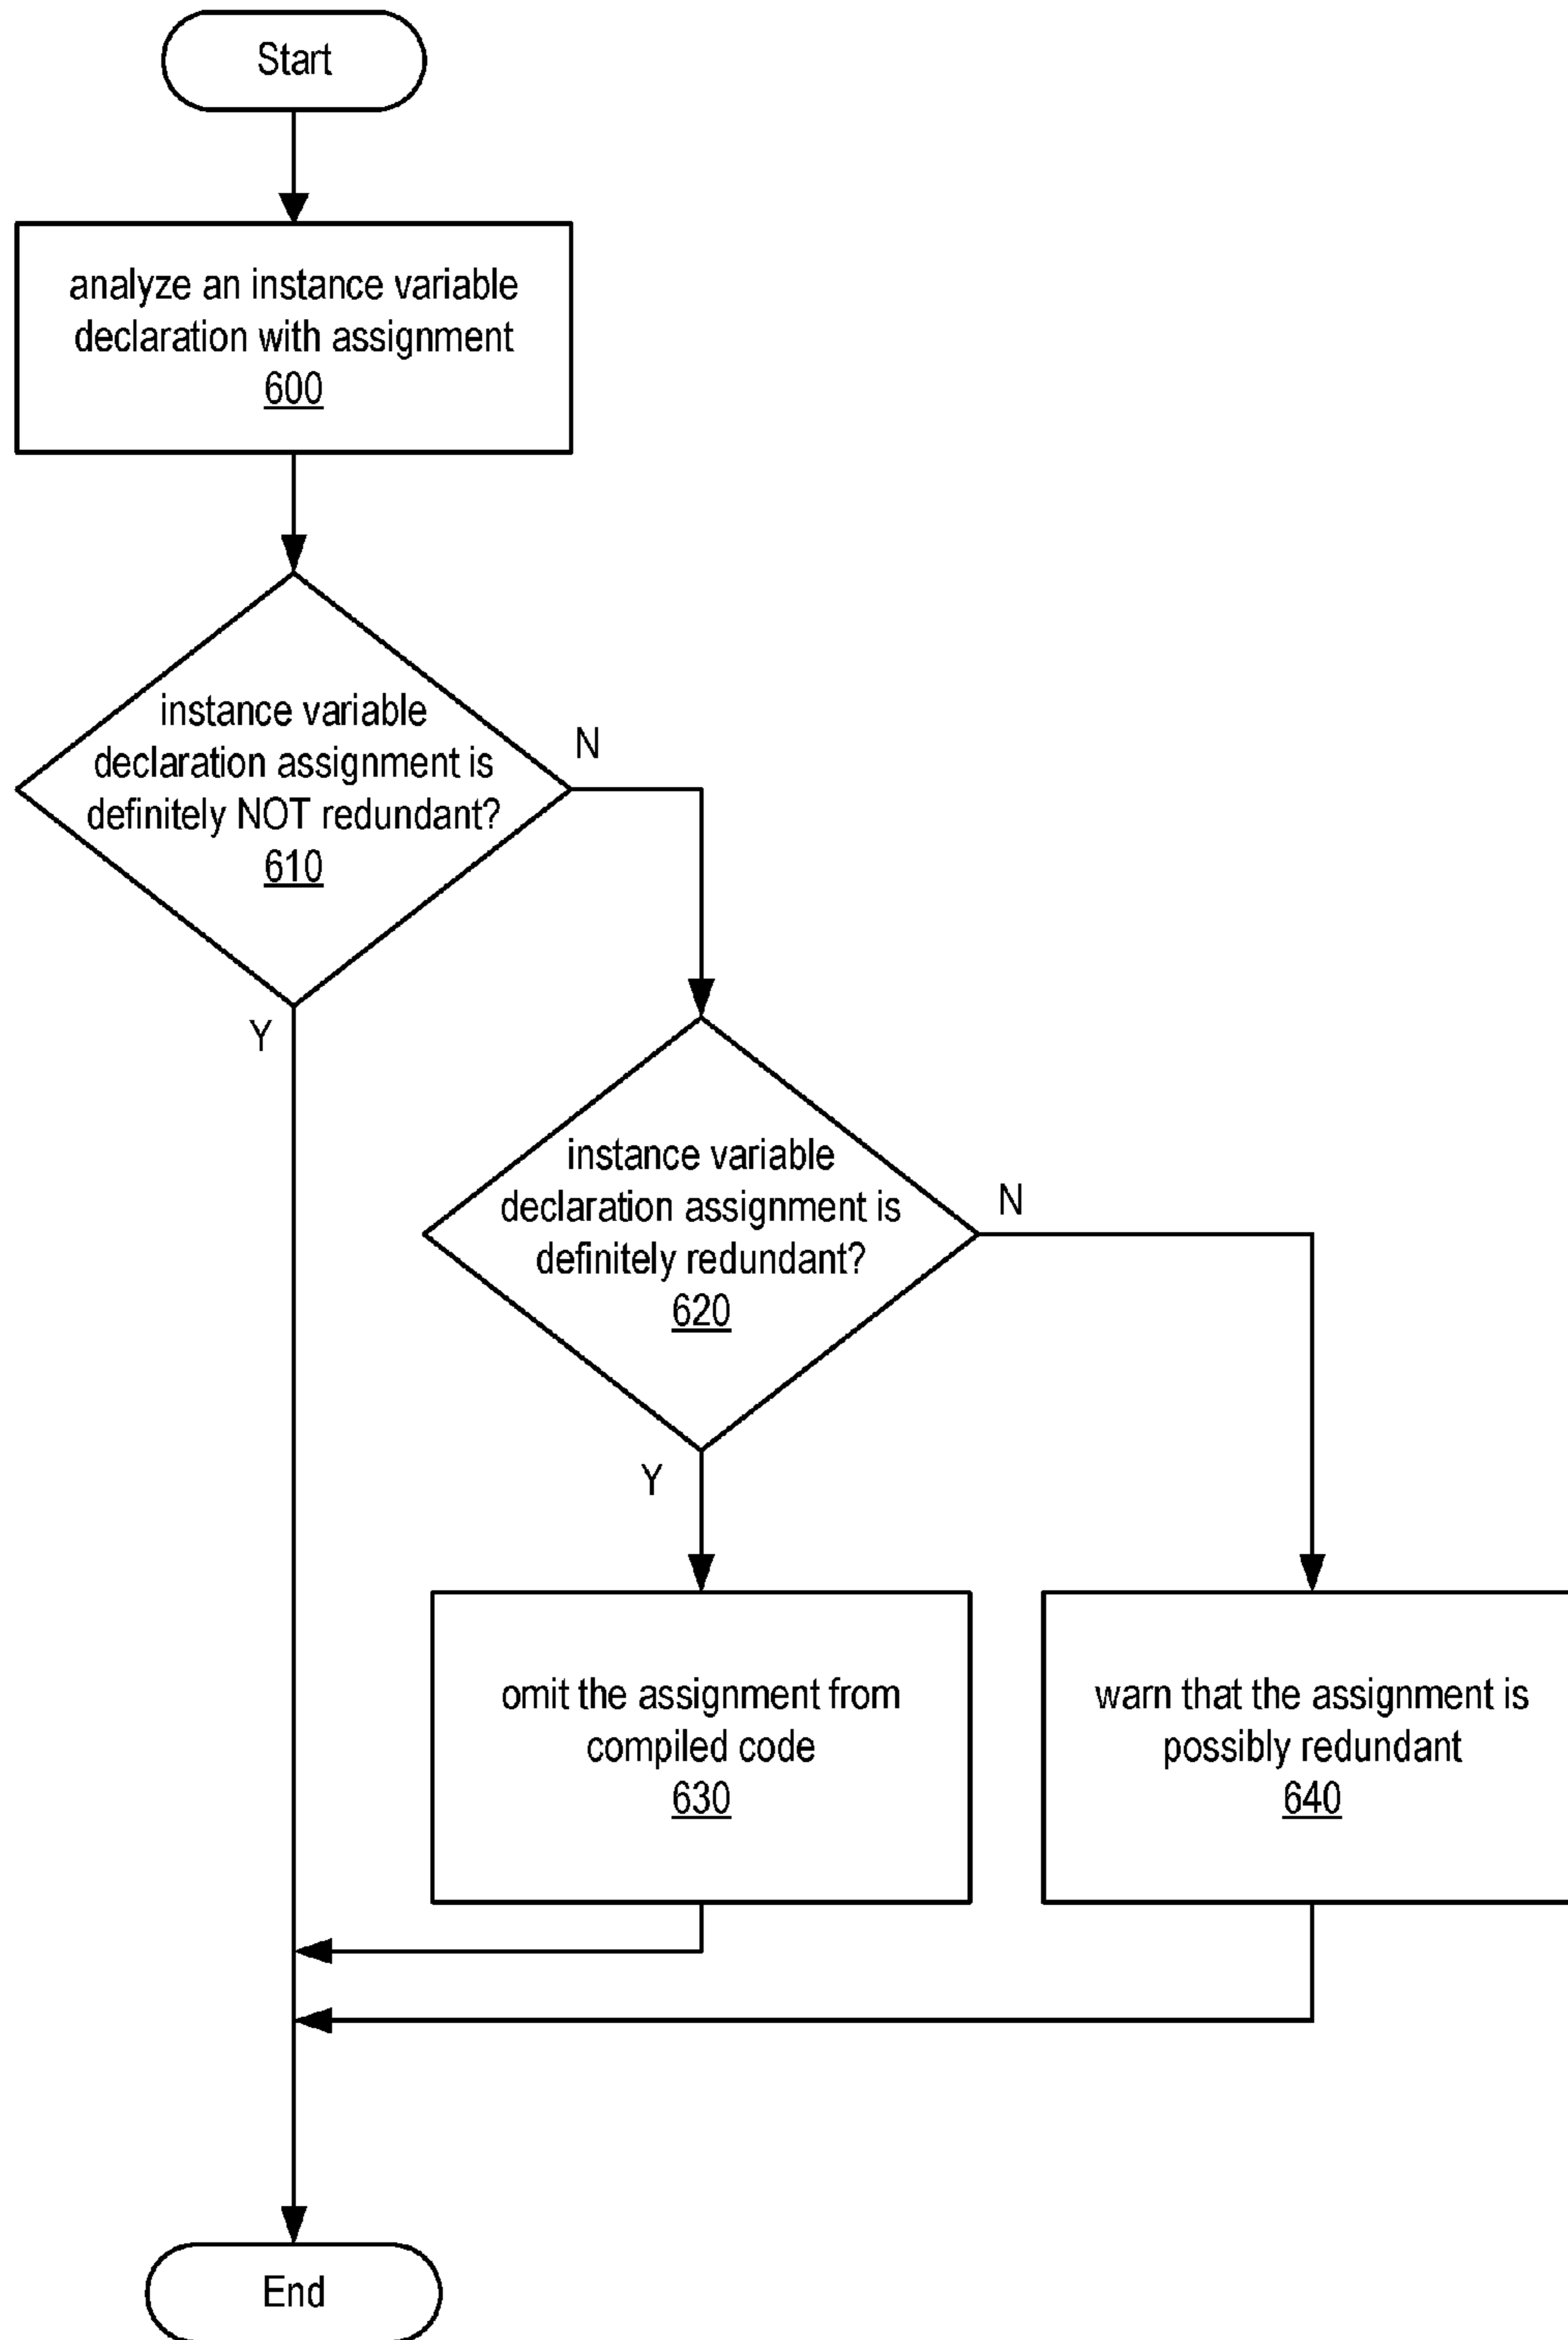 Start
analyze an instance variable
declaration with assignment
600
instance variable
declaration assignment is
definitely NOT redundant?
610
N
Y
instance variable
declaration assignment is
definitely redundant?
620
N
Y
omit the assignment from
compiled code
630
warn that the assignment is
possibly redundant
640
End